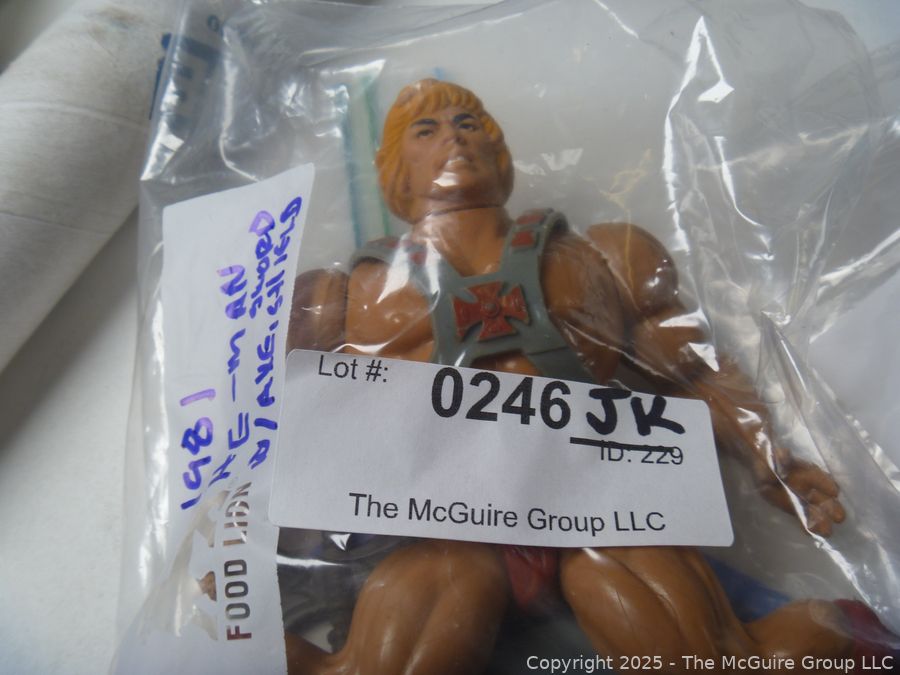 1981
HE-MAN
W/AXE, SHIELD
SWORD
FOOD LION
Lot #:
0246 JR
ID: 229
The McGuire Group LLC
Copyright 2025 - The McGuire Group LLC